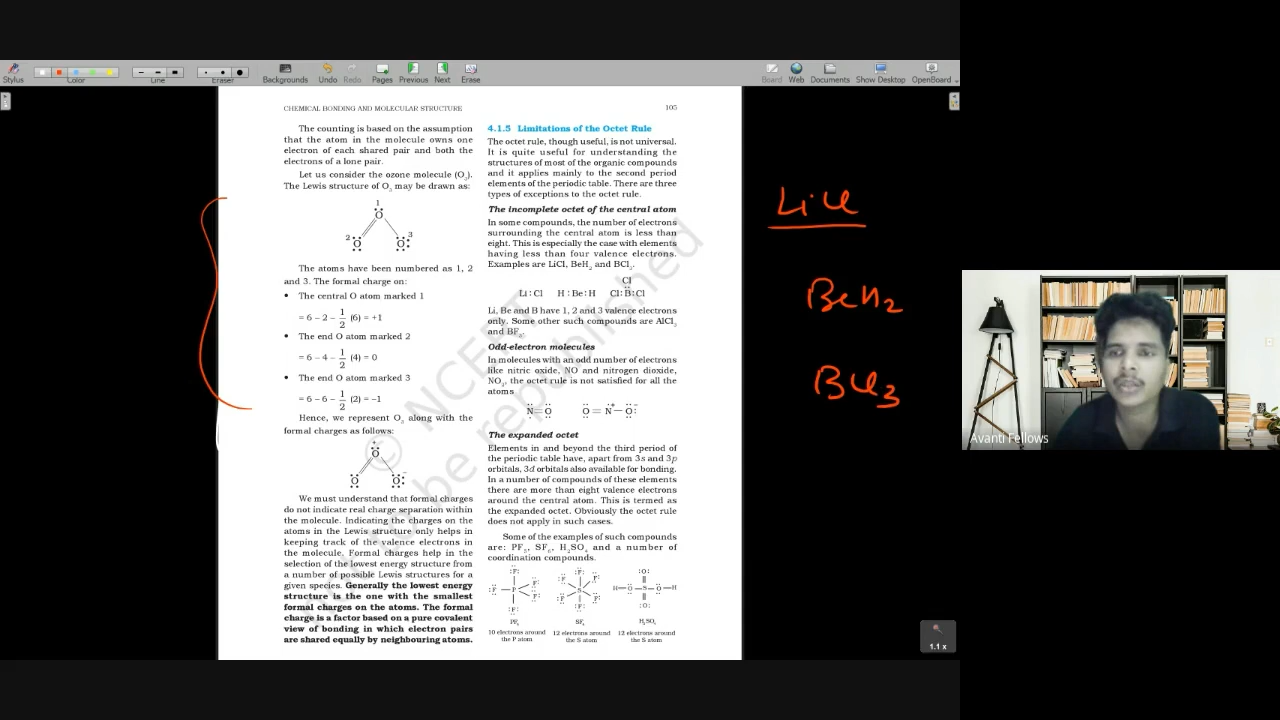 Stylus
Color
Line
Eraser
Backgrounds
Undo
Redo
Pages
Previous
Next
Erase
Board
Web
Documents
Show Desktop
OpenBoard
CHEMICAL BONDING AND MOLECULAR STRUCTURE
105
The counting is based on the assumption
that the atom in the molecule owns one
electron of each shared pair and both the
electrons of a lone pair.
Let us consider the ozone molecule (O₃).
The Lewis structure of O₃ may be drawn as:
1
O
2 O O 3
The atoms have been numbered as 1, 2
and 3. The formal charge on:
• The central O atom marked 1
= 6 – 2 – 1/2 (6) = +1
• The end O atom marked 2
= 6 – 4 – 1/2 (4) = 0
• The end O atom marked 3
= 6 – 6 – 1/2 (2) = –1
Hence, we represent O₃ along with the
formal charges as follows:
+
O
O O –
We must understand that formal charges
do not indicate real charge separation within
the molecule. Indicating the charges on the
atoms in the Lewis structure only helps in
keeping track of the valence electrons in
the molecule. Formal charges help in the
selection of the lowest energy structure from
a number of possible Lewis structures for a
given species. Generally the lowest energy
structure is the one with the smallest
formal charges on the atoms. The formal
charge is a factor based on a pure covalent
view of bonding in which electron pairs
are shared equally by neighbouring atoms.
4.1.5 Limitations of the Octet Rule
The octet rule, though useful, is not universal.
It is quite useful for understanding the
structures of most of the organic compounds
and it applies mainly to the second period
elements of the periodic table. There are three
types of exceptions to the octet rule.
The incomplete octet of the central atom
In some compounds, the number of electrons
surrounding the central atom is less than
eight. This is especially the case with elements
having less than four valence electrons.
Examples are LiCl, BeH₂ and BCl₃.
Cl
Li : Cl H : Be : H Cl : B : Cl
Li, Be and B have 1, 2 and 3 valence electrons
only. Some other such compounds are AlCl₃
and BF₃.
Odd-electron molecules
In molecules with an odd number of electrons
like nitric oxide, NO and nitrogen dioxide,
NO₂, the octet rule is not satisfied for all the
atoms
N=O O=N⁺–O⁻
The expanded octet
Elements in and beyond the third period of
the periodic table have, apart from 3s and 3p
orbitals, 3d orbitals also available for bonding.
In a number of compounds of these elements
there are more than eight valence electrons
around the central atom. This is termed as
the expanded octet. Obviously the octet rule
does not apply in such cases.
Some of the examples of such compounds
are: PF₅, SF₆, H₂SO₄ and a number of
coordination compounds.
PF₅ SF₆ H₂SO₄
10 electrons around
the P atom
12 electrons around
the S atom
12 electrons around
the S atom
© NCERT
not to be republished
LiCl
BeH₂
BCl₃
Avanti Fellows
1.1 x